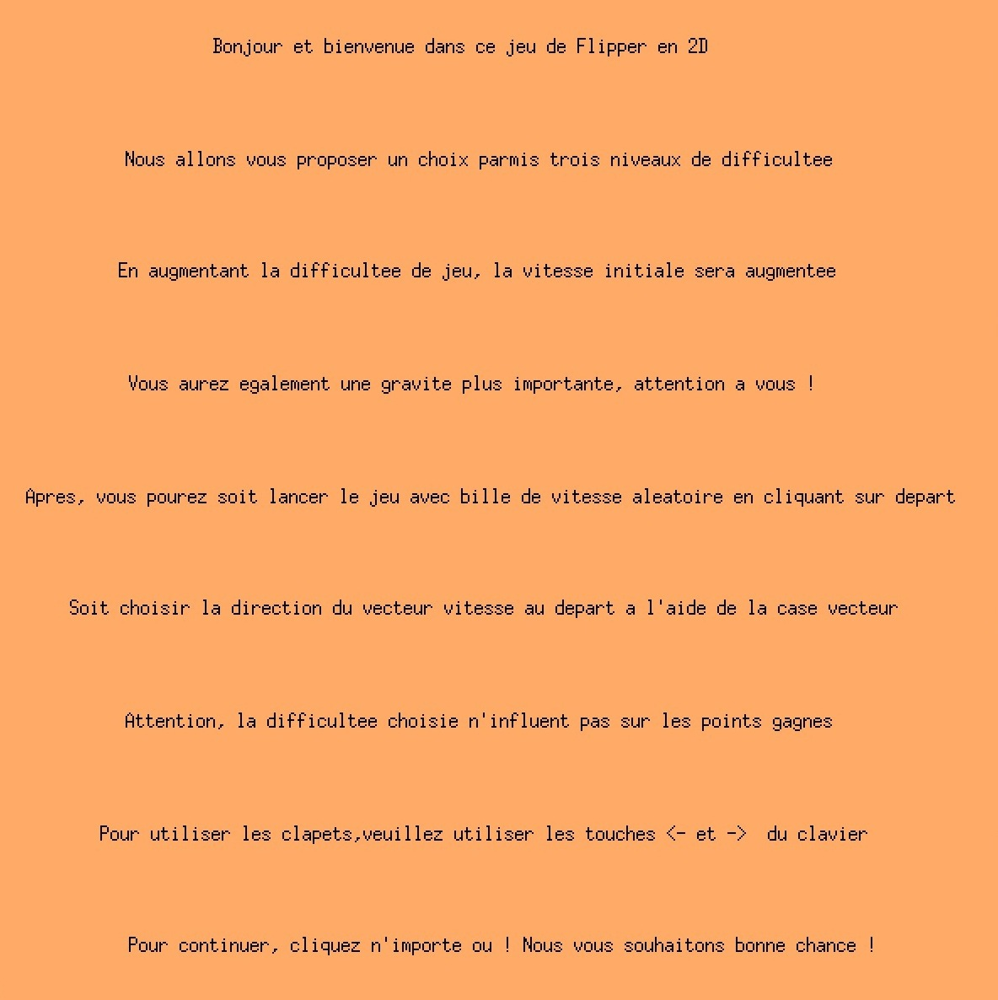 Bonjour et bienvenue dans ce jeu de Flipper en 2D
Nous allons vous proposer un choix parmis trois niveaux de difficultee
En augmentant la difficultee de jeu, la vitesse initiale sera augmentee
Vous aurez egalement une gravite plus importante, attention a vous !
Apres, vous pourez soit lancer le jeu avec bille de vitesse aleatoire en cliquant sur depart
Soit choisir la direction du vecteur vitesse au depart a l'aide de la case vecteur
Attention, la difficultee choisie n'influent pas sur les points gagnes
Pour utiliser les clapets,veuillez utiliser les touches <- et ->  du clavier
Pour continuer, cliquez n'importe ou ! Nous vous souhaitons bonne chance !